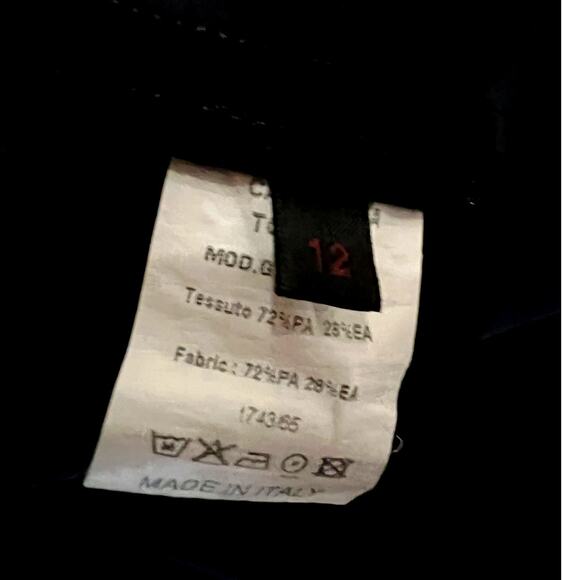 12
MOD.G
Tessuto 72%PA 28%EA
Fabric: 72%PA 28%EA
1743/65
MADE IN ITALY